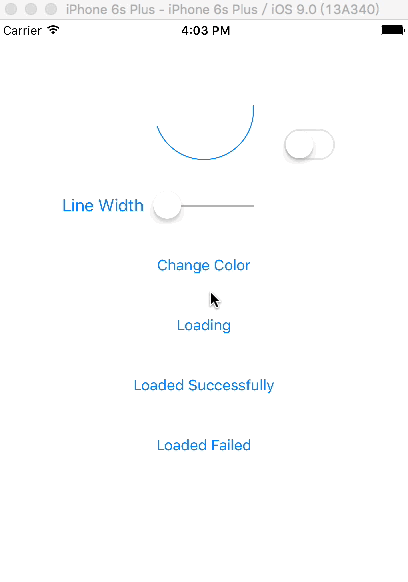 iPhone 6s Plus - iPhone 6s Plus / iOS 9.0 (13A340)
Carrier 4:03 PM
Line Width
Change Color
Loading
Loaded Successfully
Loaded Failed